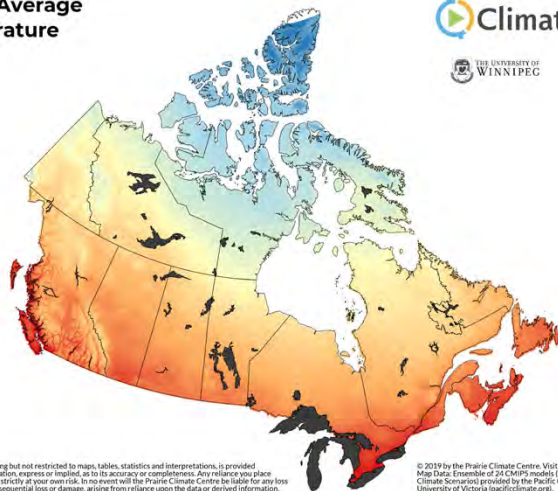 Average
rature
Climat
THE UNIVERSITY OF
WINNIPEG
ng but not restricted to maps, tables, statistics and interpretations, is provided
ation, express or implied, as to its accuracy or completeness. Any reliance you place
strictly at your own risk. In no event will the Prairie Climate Centre be liable for any loss
sequential loss or damage, arising from reliance upon the data or derived information.
© 2019 by the Prairie Climate Centre. Visit
Map Data: Ensemble of 24 CMIP5 models (
Climate Scenarios) provided by the Pacific
University of Victoria (pacificclimate.org).